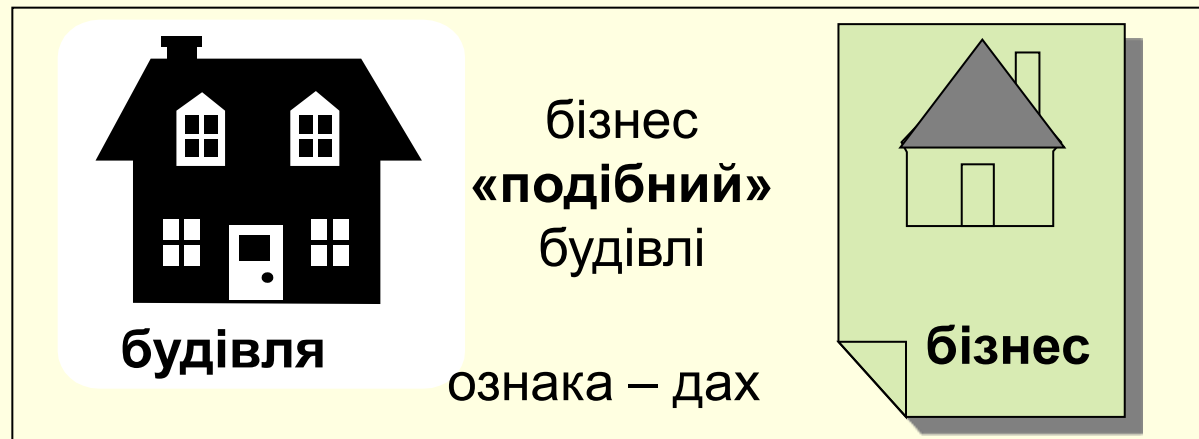 бізнес
«подібний»
будівлі
будівля
бізнес
ознака – дах